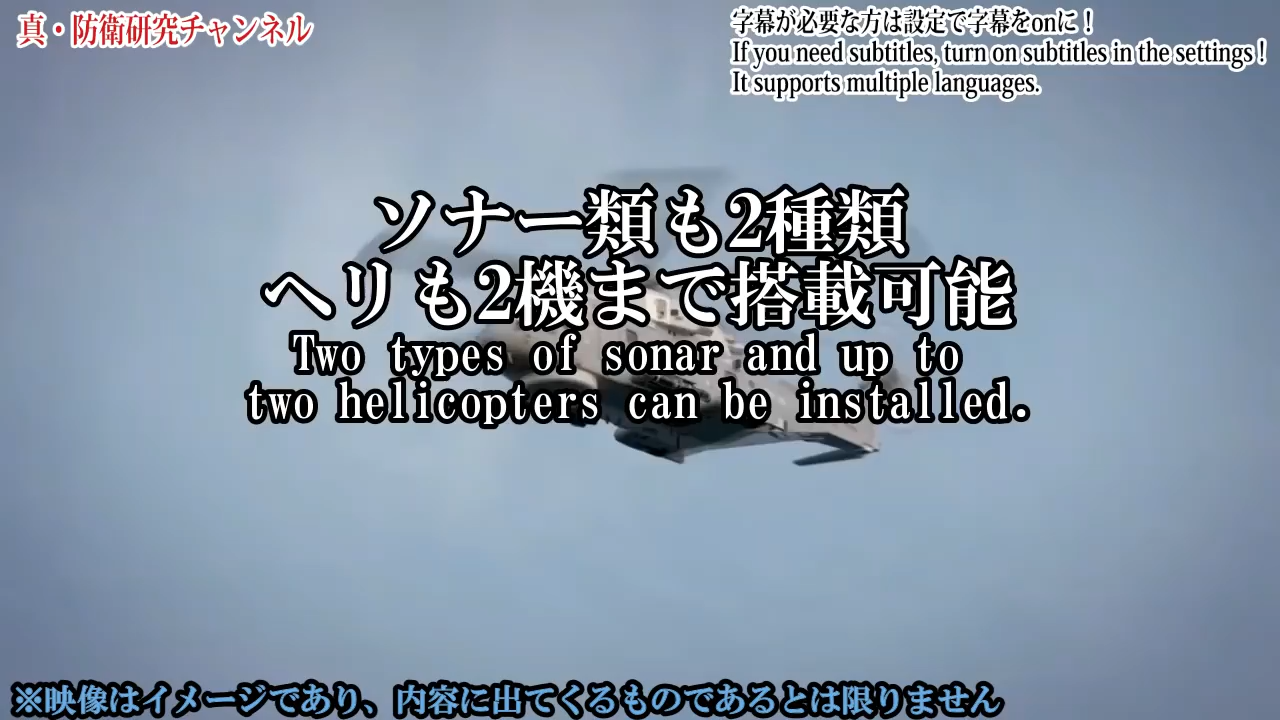 真・防衛研究チャンネル
字幕が必要な方は設定で字幕をonに！
If you need subtitles, turn on subtitles in the settings！
It supports multiple languages.
ソナー類も2種類
ヘリも2機まで搭載可能
Two types of sonar and up to
two helicopters can be installed.
※映像はイメージであり、内容に出てくるものであるとは限りません